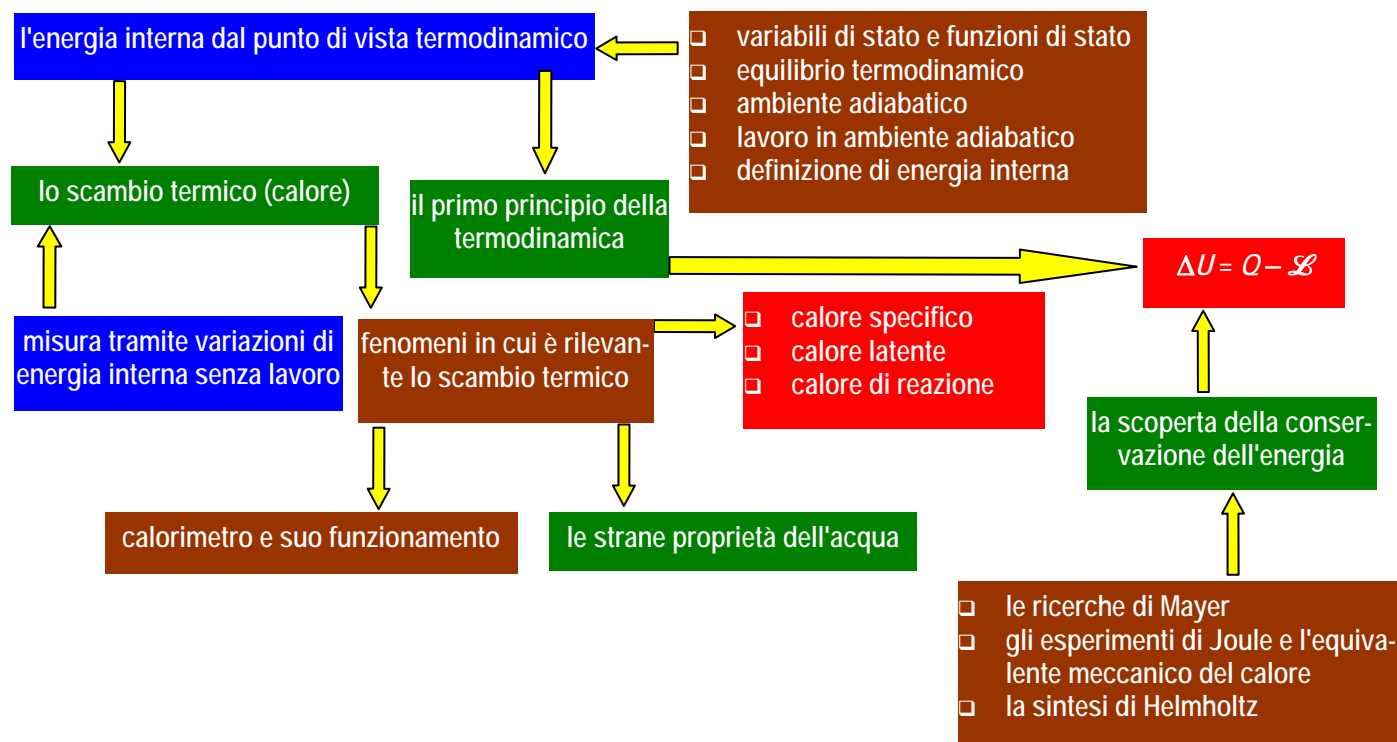 l'energia interna dal punto di vista termodinamico
❑ variabili di stato e funzioni di stato
❑ equilibrio termodinamico
❑ ambiente adiabatico
❑ lavoro in ambiente adiabatico
❑ definizione di energia interna
lo scambio termico (calore)
il primo principio della
termodinamica
ΔU = Q – ℒ
misura tramite variazioni di
energia interna senza lavoro
fenomeni in cui è rilevan-
te lo scambio termico
❑ calore specifico
❑ calore latente
❑ calore di reazione
la scoperta della conser-
vazione dell'energia
calorimetro e suo funzionamento
le strane proprietà dell'acqua
❑ le ricerche di Mayer
❑ gli esperimenti di Joule e l'equiva-
lente meccanico del calore
❑ la sintesi di Helmholtz